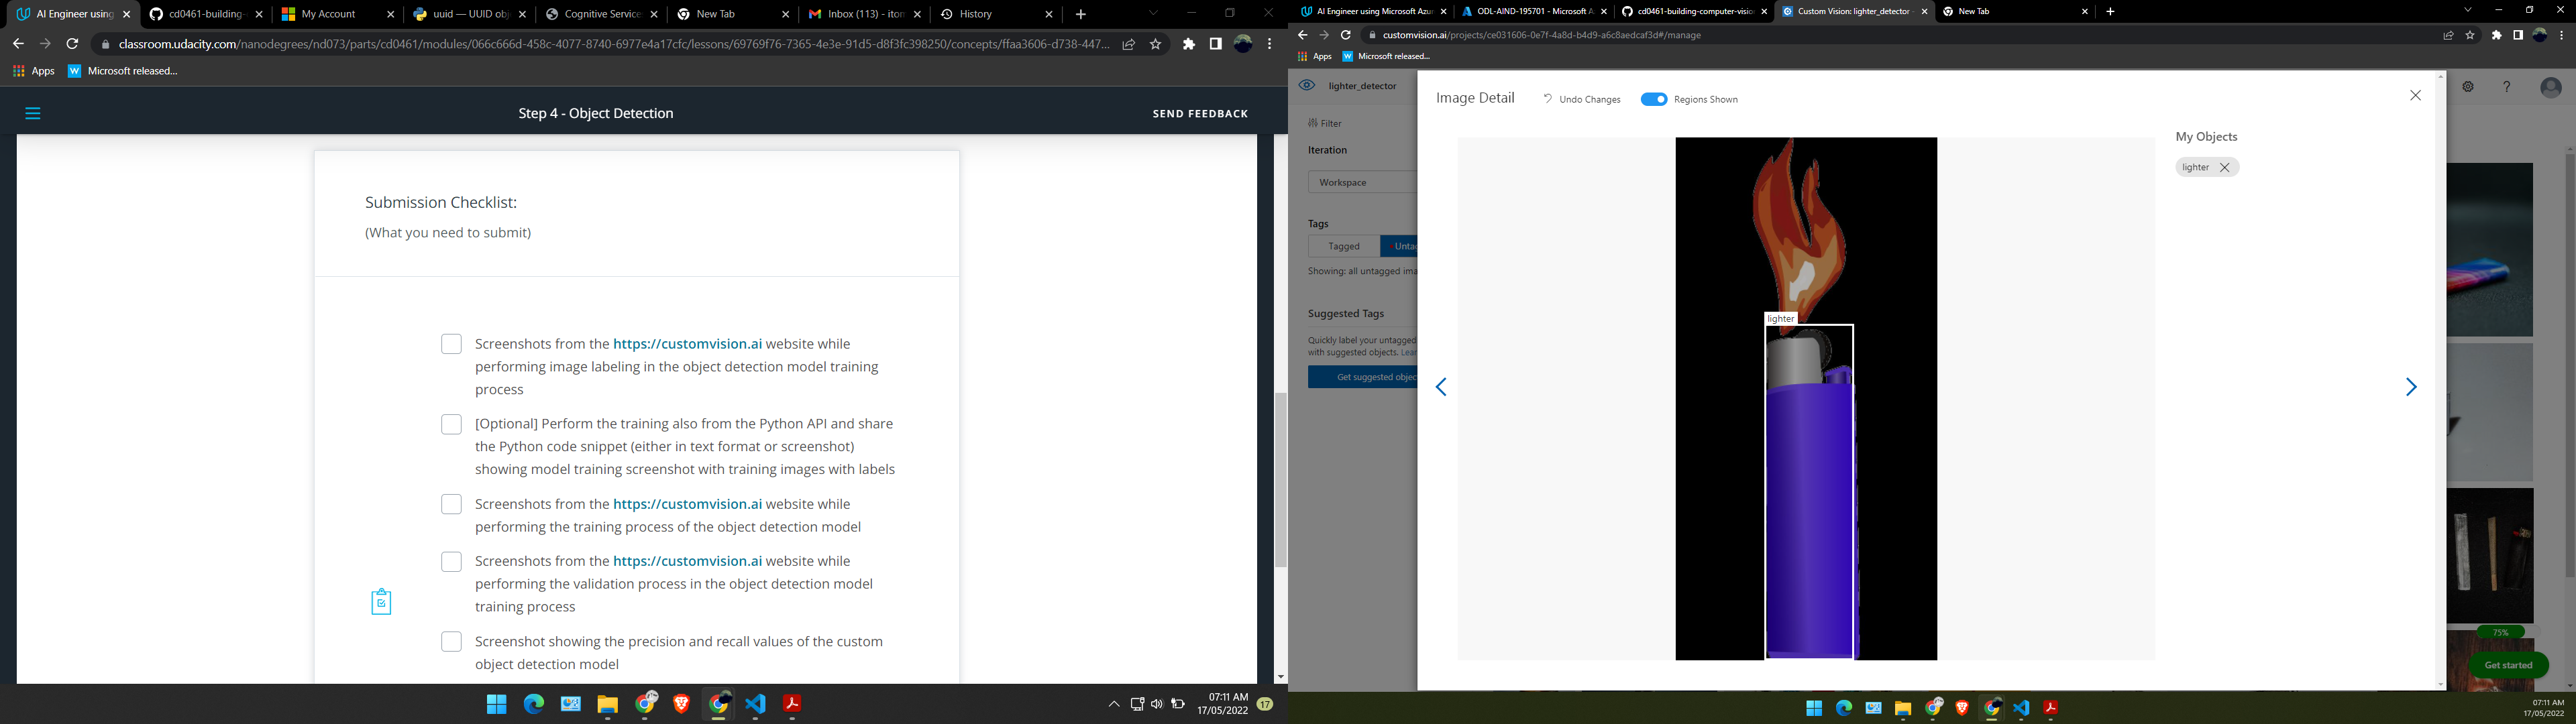 AI Engineer using
cd0461-building-
My Account
uuid — UUID obj
Cognitive Service
New Tab
Inbox (113) - iton
History
classroom.udacity.com/nanodegrees/nd073/parts/cd0461/modules/066c666d-458c-4077-8740-6977e4a17cfc/lessons/69769f76-7365-4e3e-91d5-d8f3fc398250/concepts/ffaa3606-d738-447...
Apps
Microsoft released...
Step 4 - Object Detection
SEND FEEDBACK
Submission Checklist:
(What you need to submit)
Screenshots from the https://customvision.ai website while
performing image labeling in the object detection model training
process
[Optional] Perform the training also from the Python API and share
the Python code snippet (either in text format or screenshot)
showing model training screenshot with training images with labels
Screenshots from the https://customvision.ai website while
performing the training process of the object detection model
Screenshots from the https://customvision.ai website while
performing the validation process in the object detection model
training process
Screenshot showing the precision and recall values of the custom
object detection model
07:11 AM
17/05/2022
17
AI Engineer using Microsoft Azur
ODL-AIND-195701 - Microsoft A
cd0461-building-computer-visio
Custom Vision: lighter_detector -
New Tab
customvision.ai/projects/ce031606-0e7f-4a8d-b4d9-a6c8aedcaf3d#/manage
Apps
Microsoft released...
lighter_detector
Image Detail
Undo Changes
Regions Shown
?
Filter
Iteration
Workspace
Tags
Tagged
Untag
Showing: all untagged ima
Suggested Tags
Quickly label your untagged
with suggested objects. Lear
Get suggested objec
lighter
My Objects
lighter
75%
Get started
07:11 AM
17/05/2022